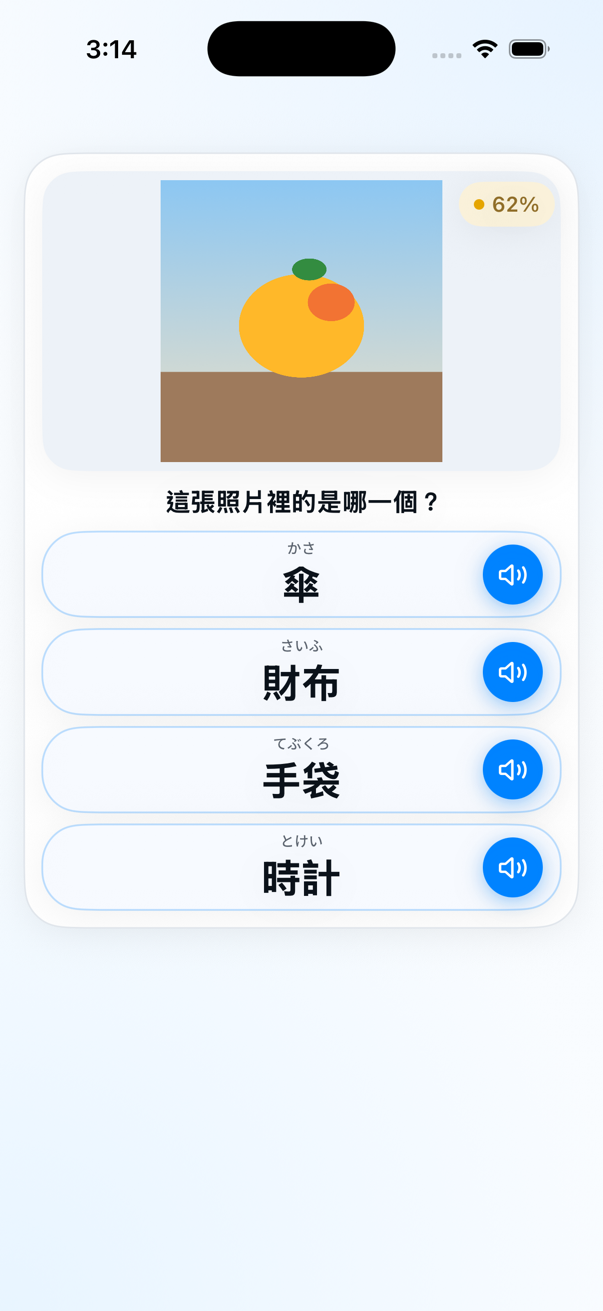 3:14
62%
這張照片裡的是哪一個？
かさ
傘
さいふ
財布
てぶくろ
手袋
とけい
時計